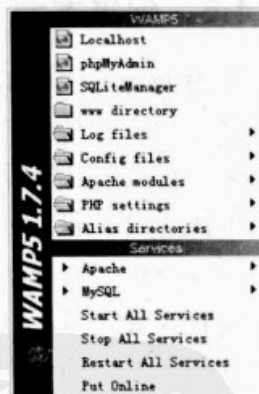 WAMP5
Localhost
phpMyAdmin
SQLiteManager
www directory
Log files
Config files
Apache modules
PHP settings
Alias directories
Services
Apache
MySQL
Start All Services
Stop All Services
Restart All Services
Put Online
WAMP5 1.7.4